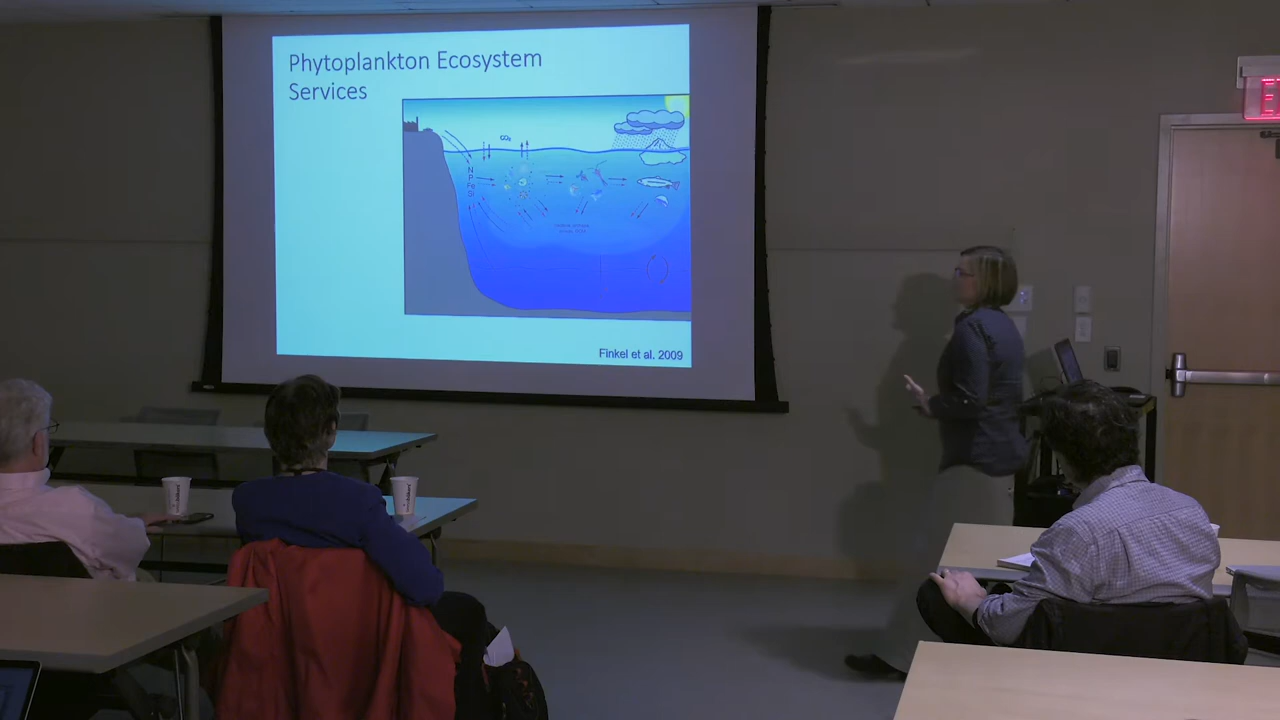 Phytoplankton Ecosystem
Services
CO₂
N
P
Fe
Si
Finkel et al. 2009